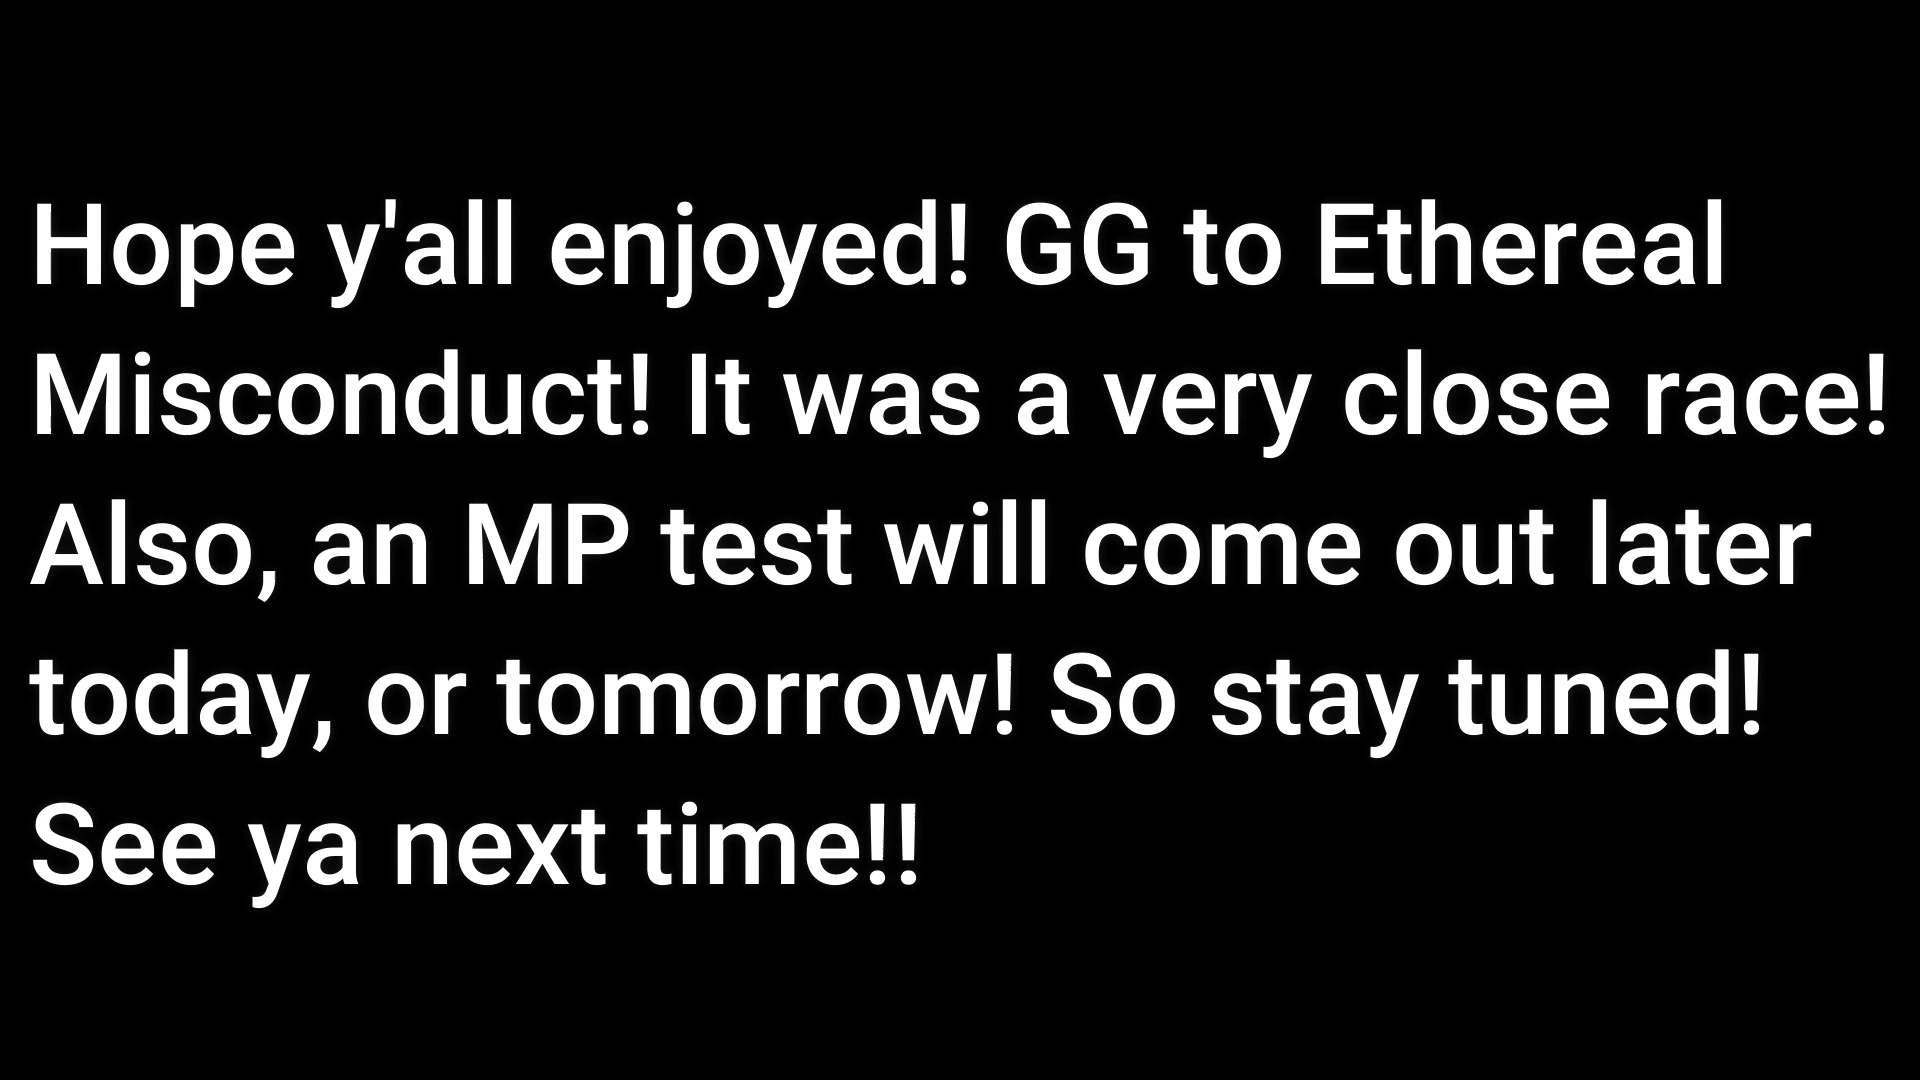 Hope y'all enjoyed! GG to Ethereal
Misconduct! It was a very close race!
Also, an MP test will come out later
today, or tomorrow! So stay tuned!
See ya next time!!